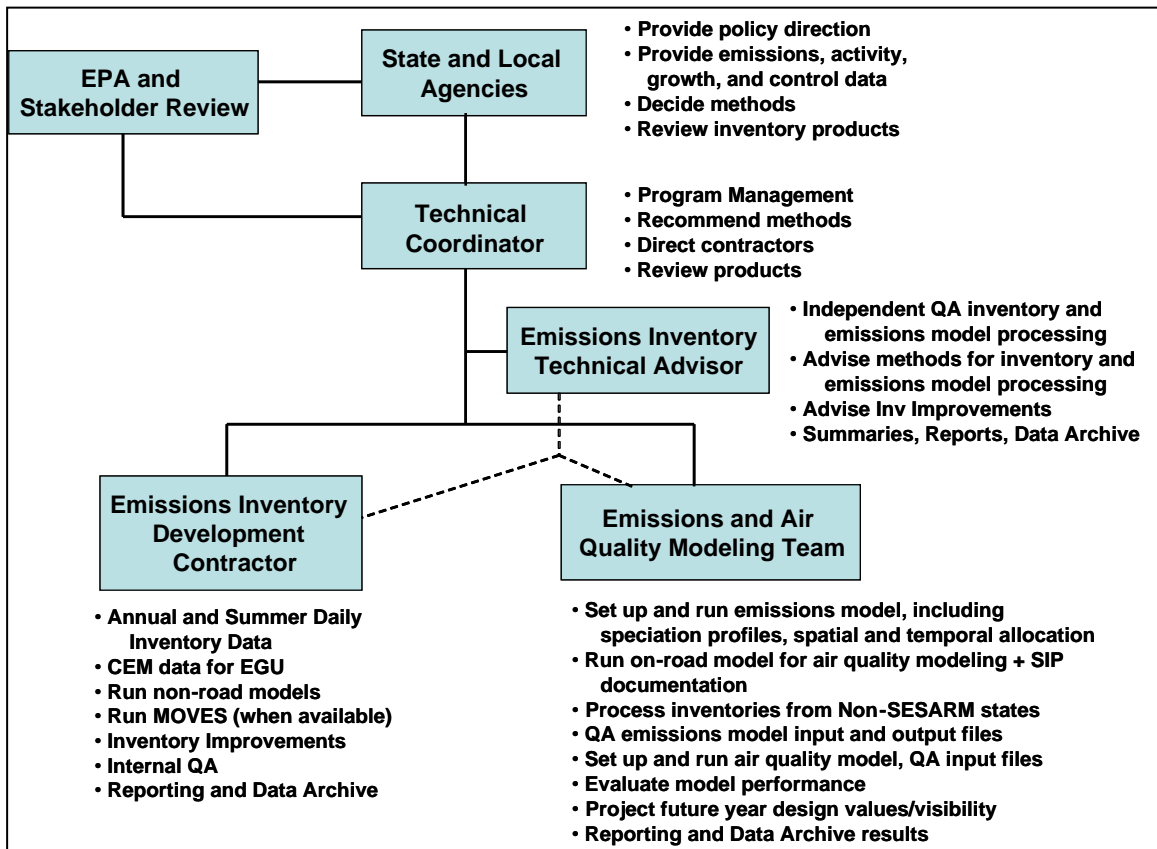 EPA and
Stakeholder Review
State and Local
Agencies
• Provide policy direction
• Provide emissions, activity,
growth, and control data
• Decide methods
• Review inventory products
Technical
Coordinator
• Program Management
• Recommend methods
• Direct contractors
• Review products
Emissions Inventory
Technical Advisor
• Independent QA inventory and
emissions model processing
• Advise methods for inventory and
emissions model processing
• Advise Inv Improvements
• Summaries, Reports, Data Archive
Emissions Inventory
Development
Contractor
• Annual and Summer Daily
Inventory Data
• CEM data for EGU
• Run non-road models
• Run MOVES (when available)
• Inventory Improvements
• Internal QA
• Reporting and Data Archive
Emissions and Air
Quality Modeling Team
• Set up and run emissions model, including
speciation profiles, spatial and temporal allocation
• Run on-road model for air quality modeling + SIP
documentation
• Process inventories from Non-SESARM states
• QA emissions model input and output files
• Set up and run air quality model, QA input files
• Evaluate model performance
• Project future year design values/visibility
• Reporting and Data Archive results